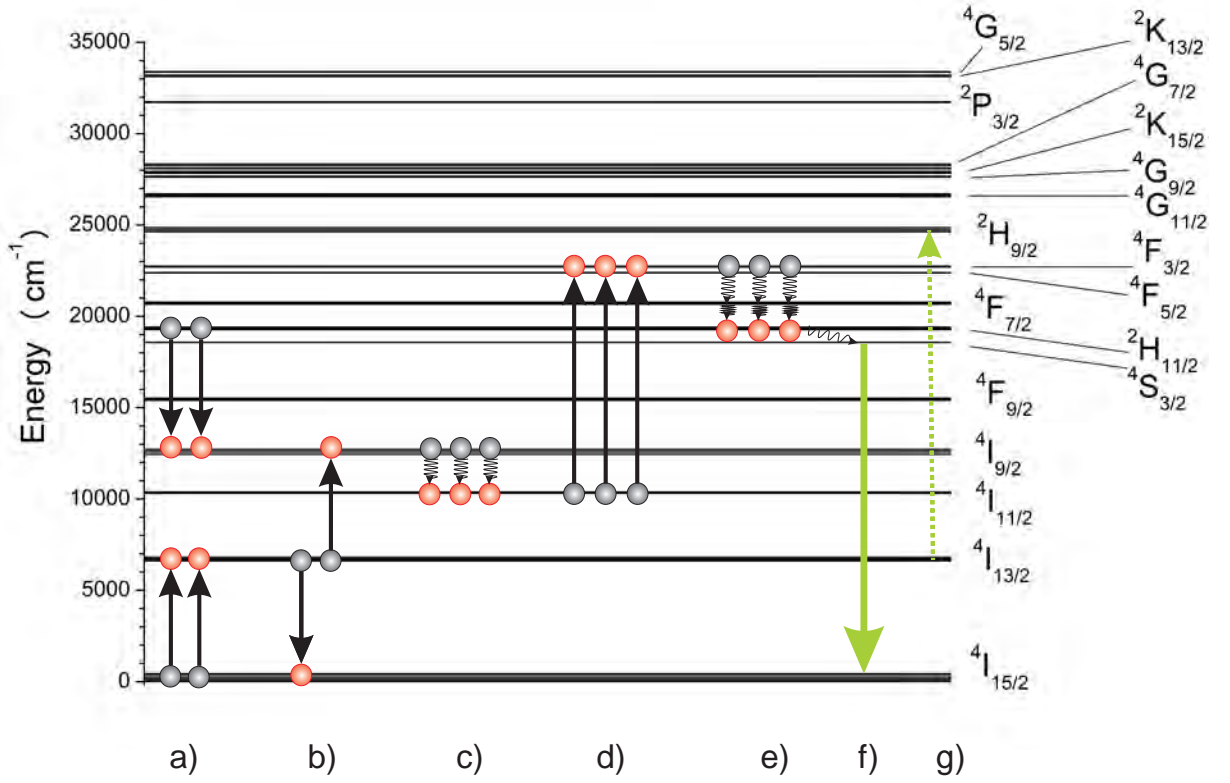 Energy ( cm⁻¹ )
35000
30000
25000
20000
15000
10000
5000
0
⁴G₅/₂
²K₁₃/₂
⁴G₇/₂
²P₃/₂
²K₁₅/₂
⁴G₉/₂
⁴G₁₁/₂
²H₉/₂
⁴F₃/₂
⁴F₅/₂
⁴F₇/₂
²H₁₁/₂
⁴S₃/₂
⁴F₉/₂
⁴I₉/₂
⁴I₁₁/₂
⁴I₁₃/₂
⁴I₁₅/₂
a) b) c) d) e) f) g)